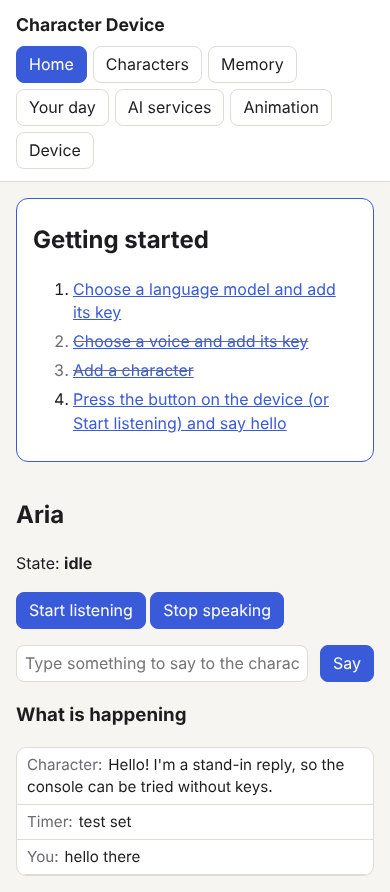 Character Device
Home Characters Memory
Your day AI services Animation
Device
Getting started
1. Choose a language model and add
its key
2. Choose a voice and add its key
3. Add a character
4. Press the button on the device (or
Start listening) and say hello
Aria
State: idle
Start listening Stop speaking
Type something to say to the charac Say
What is happening
Character: Hello! I'm a stand-in reply, so the
console can be tried without keys.
Timer: test set
You: hello there